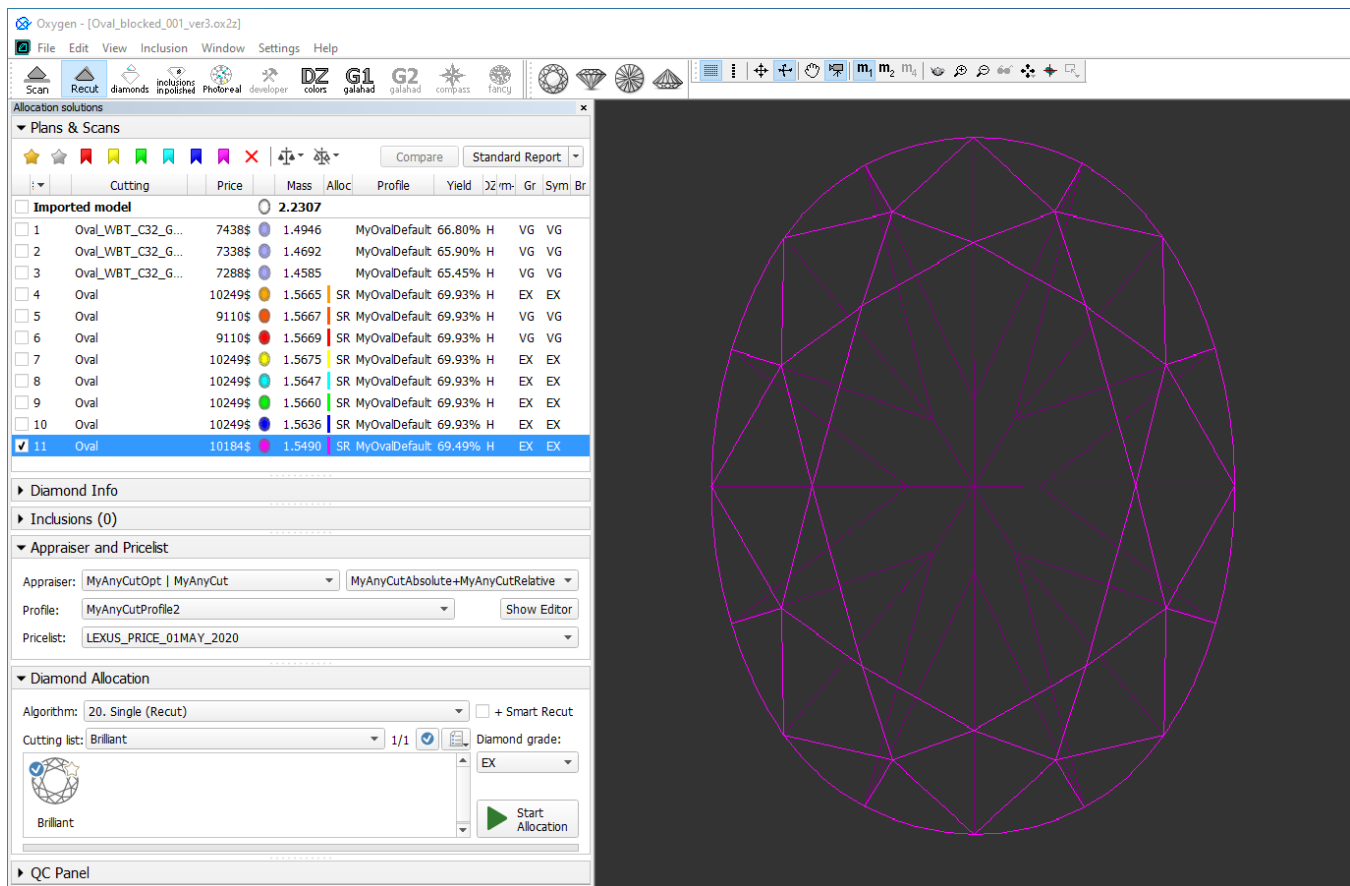 Oxygen - [Oval_blocked_001_ver3.ox2z]
File Edit View Inclusion Window Settings Help
Scan Recut diamonds inclusions inpolished Photoreal developer DZ colors G1 galahad G2 galahad compass fancy m1 m2 m4
Allocation solutions
Plans & Scans
Compare Standard Report
Cutting Price Mass Alloc Profile Yield DZ ym- Gr Sym Br
Imported model 2.2307
1 Oval_WBT_C32_G... 7438$ 1.4946 MyOvalDefault 66.80% H VG VG
2 Oval_WBT_C32_G... 7338$ 1.4692 MyOvalDefault 65.90% H VG VG
3 Oval_WBT_C32_G... 7288$ 1.4585 MyOvalDefault 65.45% H VG VG
4 Oval 10249$ 1.5665 SR MyOvalDefault 69.93% H EX EX
5 Oval 9110$ 1.5667 SR MyOvalDefault 69.93% H VG VG
6 Oval 9110$ 1.5669 SR MyOvalDefault 69.93% H VG VG
7 Oval 10249$ 1.5675 SR MyOvalDefault 69.93% H EX EX
8 Oval 10249$ 1.5647 SR MyOvalDefault 69.93% H EX EX
9 Oval 10249$ 1.5660 SR MyOvalDefault 69.93% H EX EX
10 Oval 10249$ 1.5636 SR MyOvalDefault 69.93% H EX EX
11 Oval 10184$ 1.5490 SR MyOvalDefault 69.49% H EX EX
Diamond Info
Inclusions (0)
Appraiser and Pricelist
Appraiser: MyAnyCutOpt | MyAnyCut MyAnyCutAbsolute+MyAnyCutRelative
Profile: MyAnyCutProfile2 Show Editor
Pricelist: LEXUS_PRICE_01MAY_2020
Diamond Allocation
Algorithm: 20. Single (Recut) + Smart Recut
Cutting list: Brilliant 1/1 Diamond grade:
EX
Brilliant
Start
Allocation
QC Panel